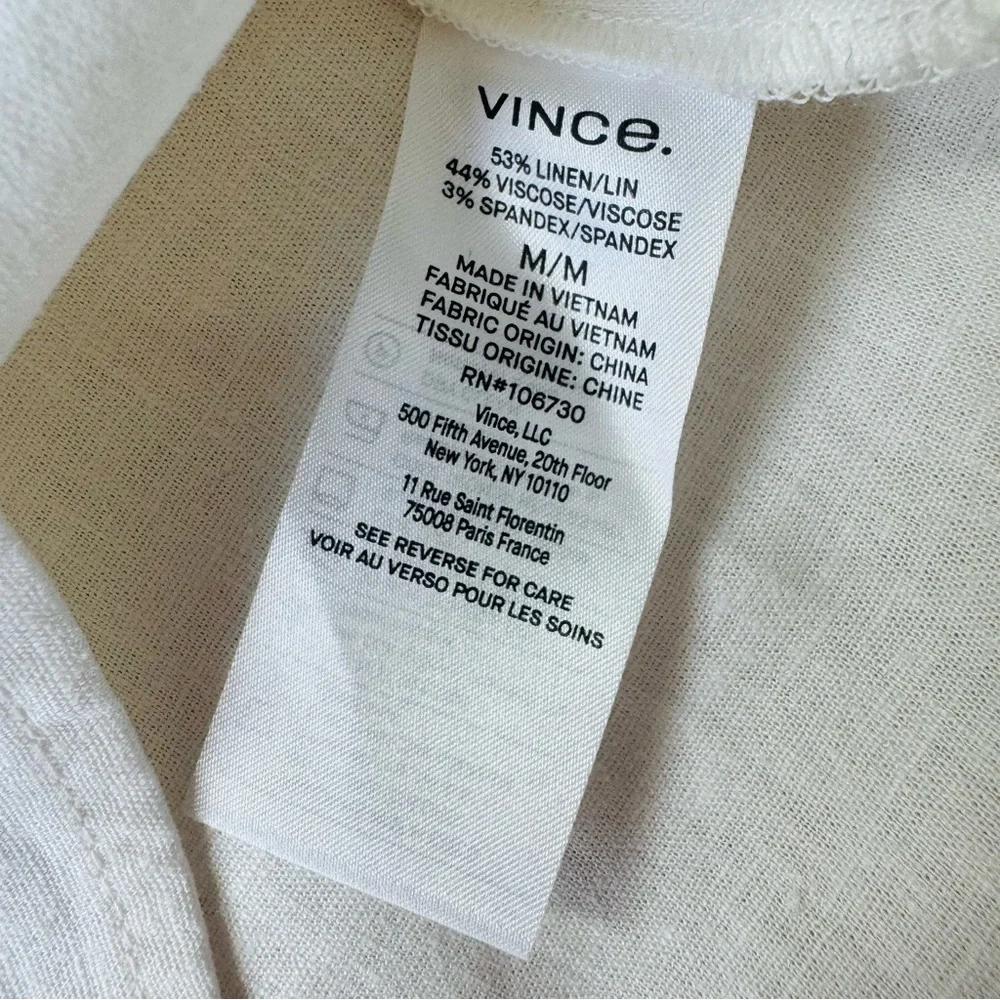 VINCe.
53% LINEN/LIN
44% VISCOSE/VISCOSE
3% SPANDEX/SPANDEX
M/M
MADE IN VIETNAM
FABRIQUÉ AU VIETNAM
FABRIC ORIGIN: CHINA
TISSU ORIGINE: CHINE
RN#106730
Vince, LLC
500 Fifth Avenue, 20th Floor
New York, NY 10110
11 Rue Saint Florentin
75008 Paris France
SEE REVERSE FOR CARE
VOIR AU VERSO POUR LES SOINS